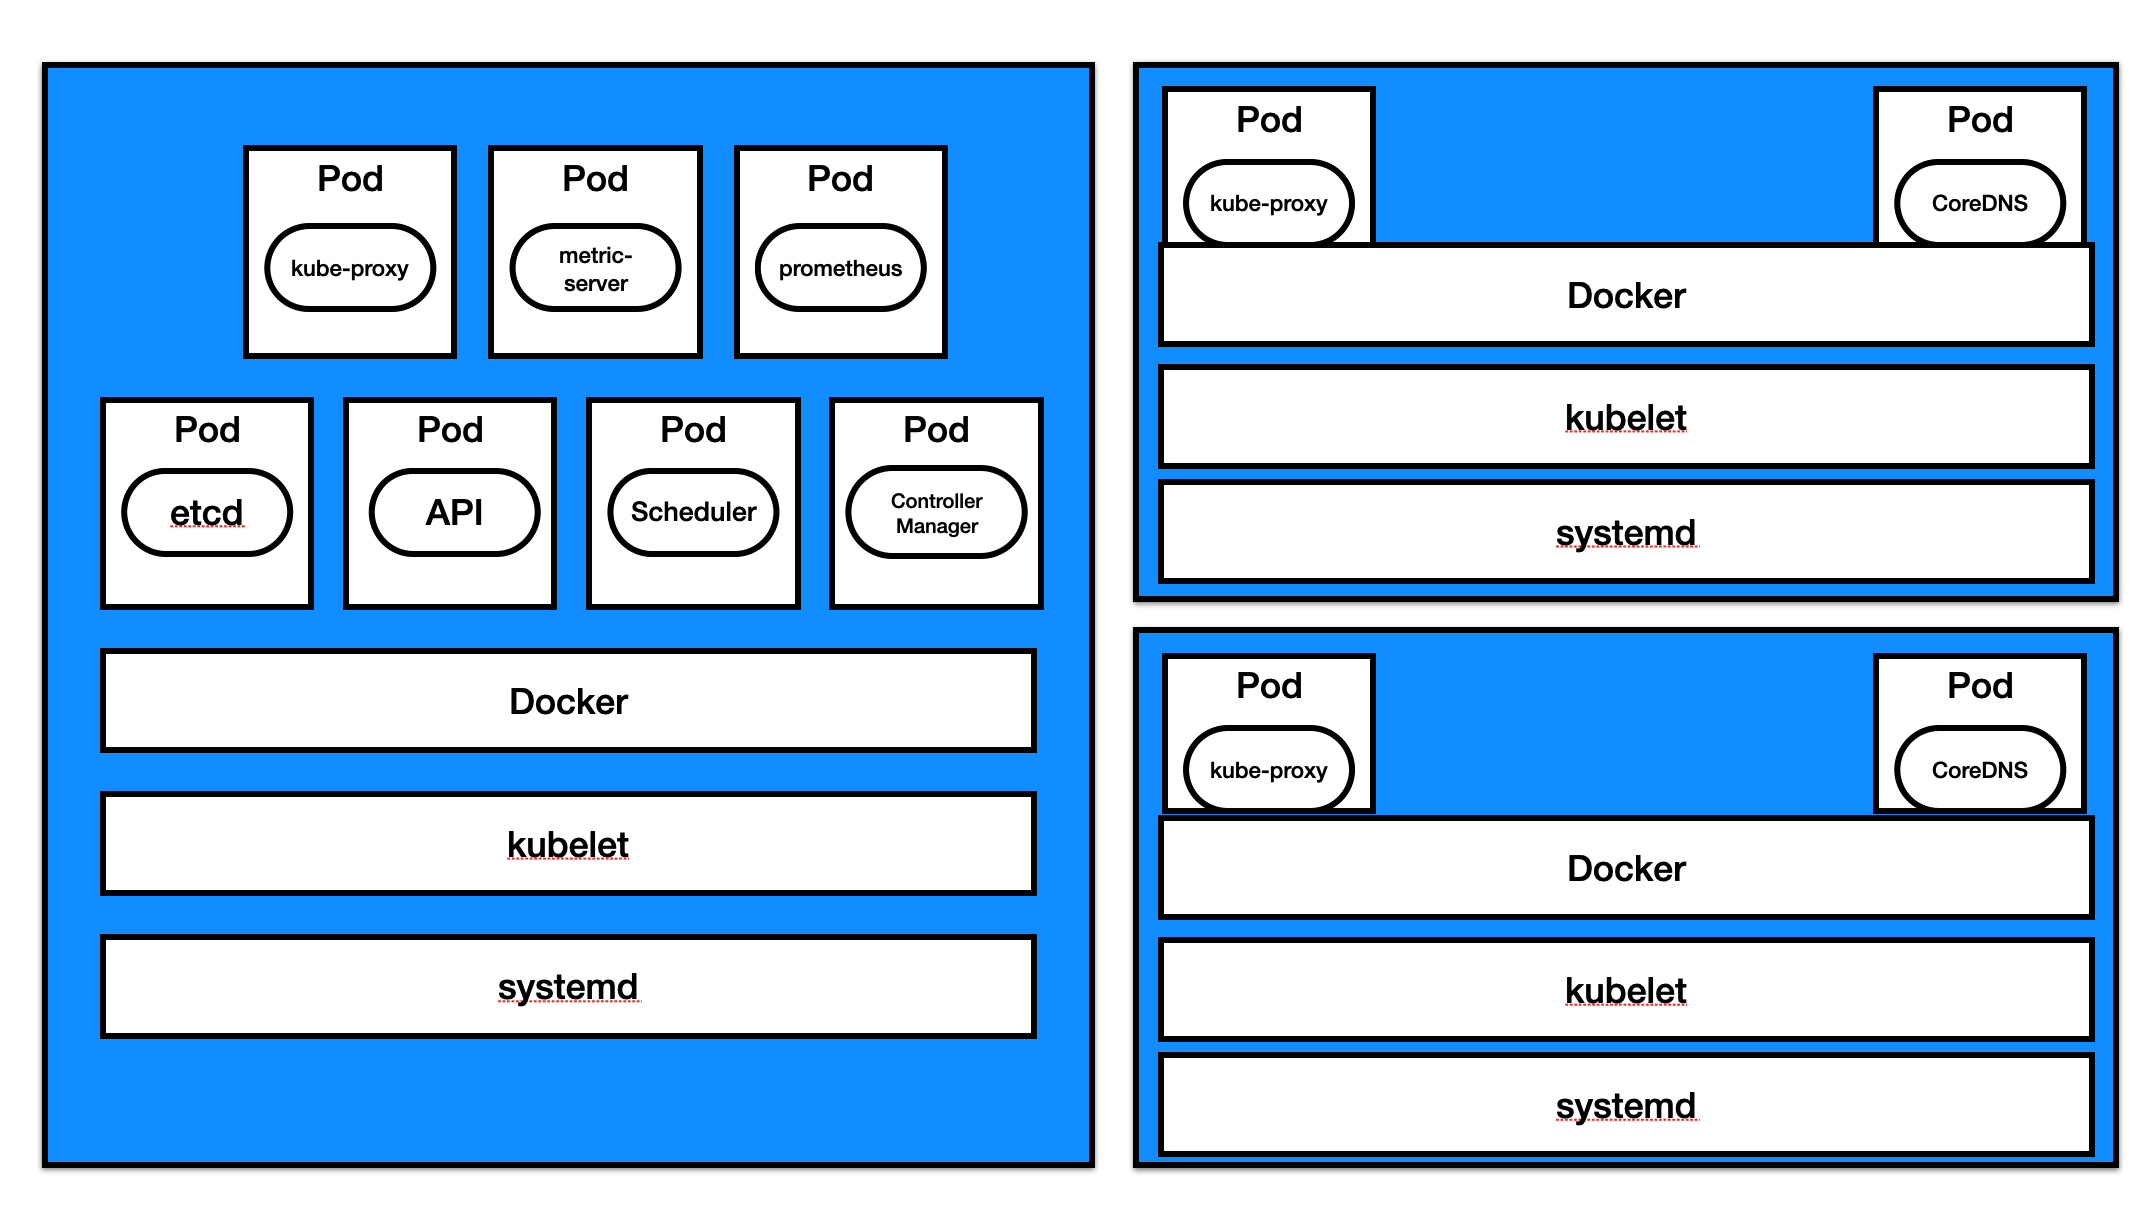 Pod
kube-proxy
Pod
metric-
server
Pod
prometheus
Pod
etcd
Pod
API
Pod
Scheduler
Pod
Controller
Manager
Docker
kubelet
systemd
Pod
kube-proxy
Pod
CoreDNS
Docker
kubelet
systemd
Pod
kube-proxy
Pod
CoreDNS
Docker
kubelet
systemd